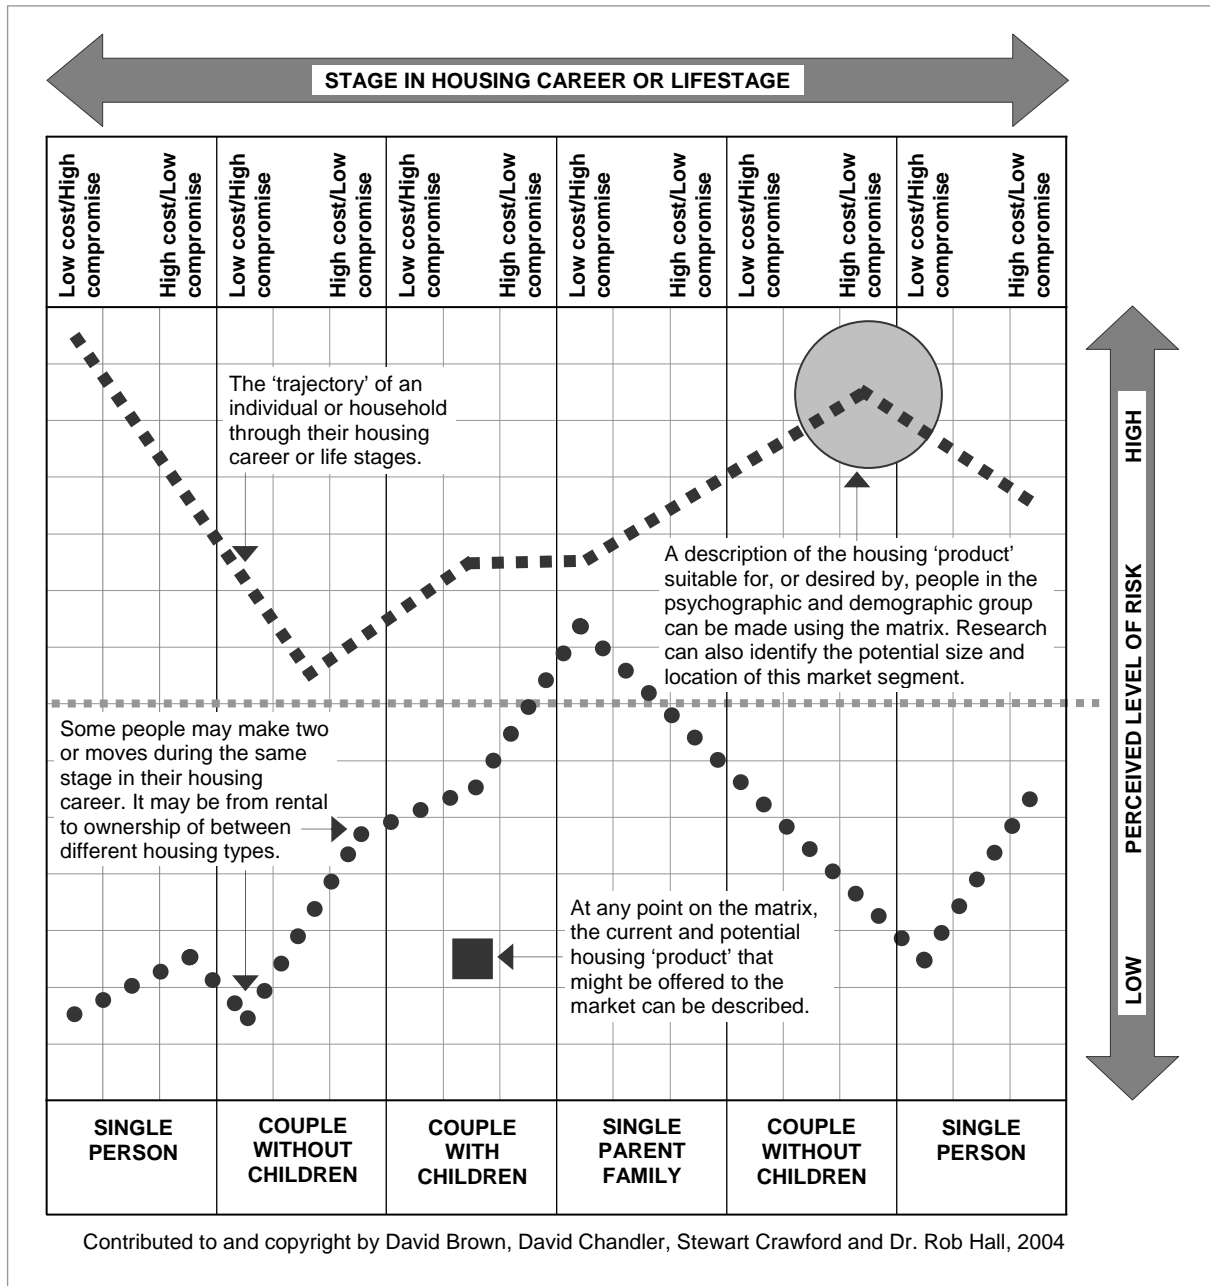 STAGE IN HOUSING CAREER OR LIFESTAGE
Low cost/High
compromise
High cost/Low
compromise
Low cost/High
compromise
High cost/Low
compromise
Low cost/High
compromise
High cost/Low
compromise
Low cost/High
compromise
High cost/Low
compromise
Low cost/High
compromise
High cost/Low
compromise
Low cost/High
compromise
High cost/Low
compromise
The ‘trajectory’ of an
individual or household
through their housing
career or life stages.
A description of the housing ‘product’
suitable for, or desired by, people in the
psychographic and demographic group
can be made using the matrix. Research
can also identify the potential size and
location of this market segment.
Some people may make two
or moves during the same
stage in their housing
career. It may be from rental
to ownership of between
different housing types.
At any point on the matrix,
the current and potential
housing ‘product’ that
might be offered to the
market can be described.
LOW PERCEIVED LEVEL OF RISK HIGH
SINGLE
PERSON
COUPLE
WITHOUT
CHILDREN
COUPLE
WITH
CHILDREN
SINGLE
PARENT
FAMILY
COUPLE
WITHOUT
CHILDREN
SINGLE
PERSON
Contributed to and copyright by David Brown, David Chandler, Stewart Crawford and Dr. Rob Hall, 2004